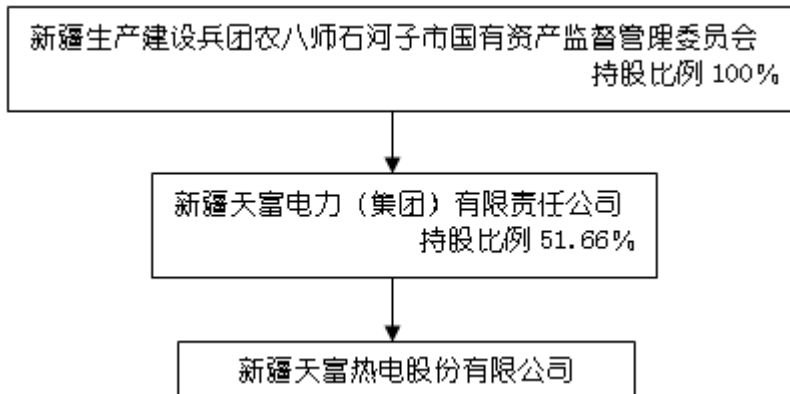 新疆生产建设兵团农八师石河子市国有资产监督管理委员会
持股比例 100%
新疆天富电力（集团）有限责任公司
持股比例 51.66%
新疆天富热电股份有限公司